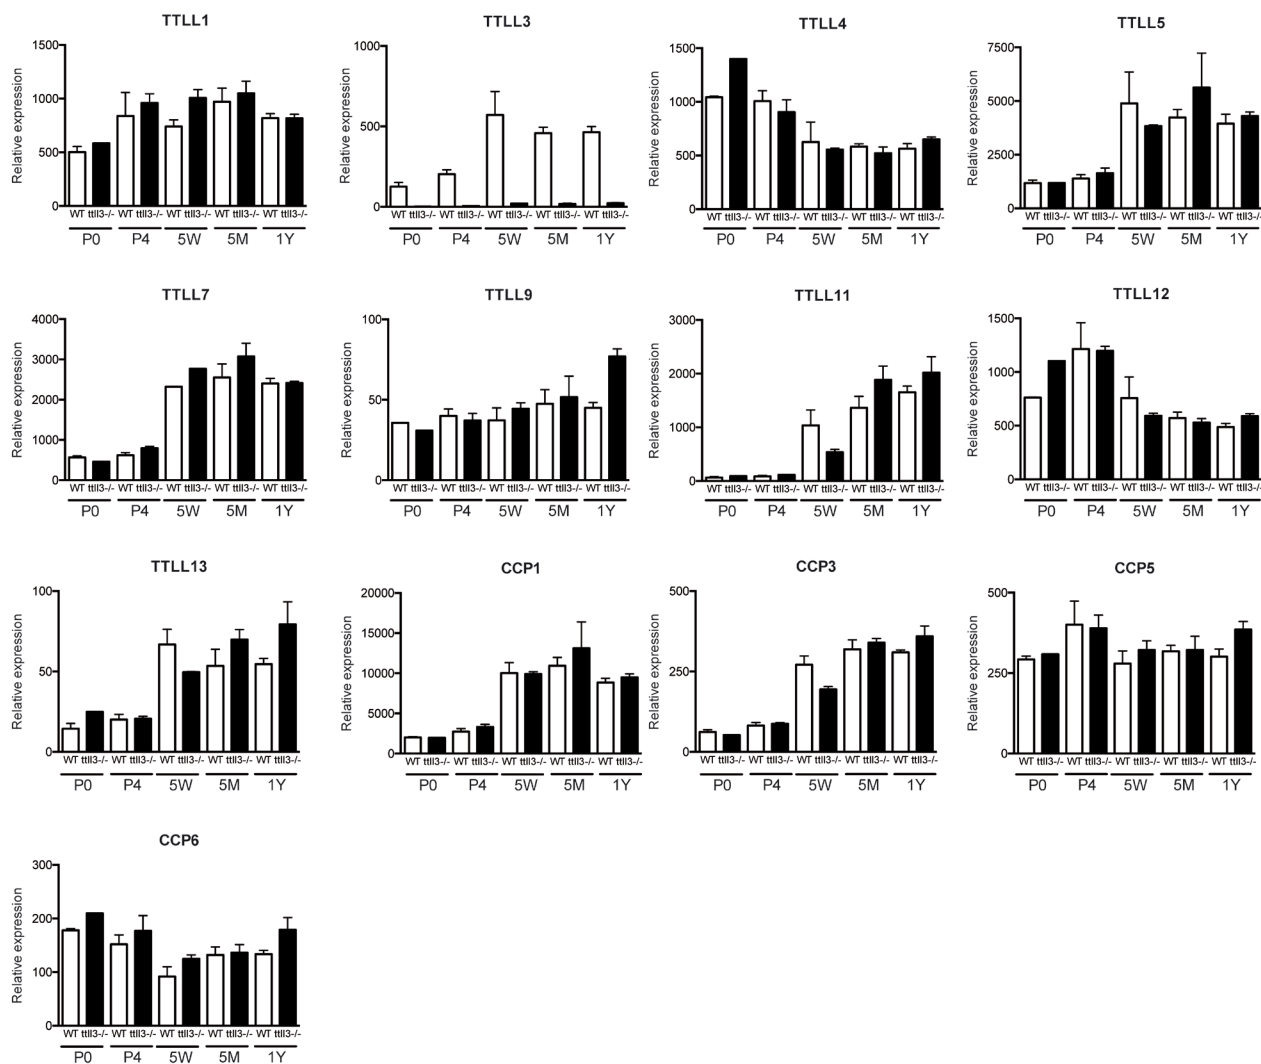 TTLL1
Relative expression
1500
1000
500
0
WT ttll3-/- WT ttll3-/- WT ttll3-/- WT ttll3-/- WT ttll3-/-
P0 P4 5W 5M 1Y
TTLL3
Relative expression
1000
500
0
WT ttll3-/- WT ttll3-/- WT ttll3-/- WT ttll3-/- WT ttll3-/-
P0 P4 5W 5M 1Y
TTLL4
Relative expression
1500
1000
500
0
WT ttll3-/- WT ttll3-/- WT ttll3-/- WT ttll3-/- WT ttll3-/-
P0 P4 5W 5M 1Y
TTLL5
Relative expression
7500
5000
2500
0
WT ttll3-/- WT ttll3-/- WT ttll3-/- WT ttll3-/- WT ttll3-/-
P0 P4 5W 5M 1Y
TTLL7
Relative expression
4000
3000
2000
1000
0
WT ttll3-/- WT ttll3-/- WT ttll3-/- WT ttll3-/- WT ttll3-/-
P0 P4 5W 5M 1Y
TTLL9
Relative expression
100
50
0
WT ttll3-/- WT ttll3-/- WT ttll3-/- WT ttll3-/- WT ttll3-/-
P0 P4 5W 5M 1Y
TTLL11
Relative expression
3000
2000
1000
0
WT ttll3-/- WT ttll3-/- WT ttll3-/- WT ttll3-/- WT ttll3-/-
P0 P4 5W 5M 1Y
TTLL12
Relative expression
1500
1000
500
0
WT ttll3-/- WT ttll3-/- WT ttll3-/- WT ttll3-/- WT ttll3-/-
P0 P4 5W 5M 1Y
TTLL13
Relative expression
100
50
0
WT ttll3-/- WT ttll3-/- WT ttll3-/- WT ttll3-/- WT ttll3-/-
P0 P4 5W 5M 1Y
CCP1
Relative expression
20000
15000
10000
5000
0
WT ttll3-/- WT ttll3-/- WT ttll3-/- WT ttll3-/- WT ttll3-/-
P0 P4 5W 5M 1Y
CCP3
Relative expression
500
250
0
WT ttll3-/- WT ttll3-/- WT ttll3-/- WT ttll3-/- WT ttll3-/-
P0 P4 5W 5M 1Y
CCP5
Relative expression
500
250
0
WT ttll3-/- WT ttll3-/- WT ttll3-/- WT ttll3-/- WT ttll3-/-
P0 P4 5W 5M 1Y
CCP6
Relative expression
300
200
100
0
WT ttll3-/- WT ttll3-/- WT ttll3-/- WT ttll3-/- WT ttll3-/-
P0 P4 5W 5M 1Y